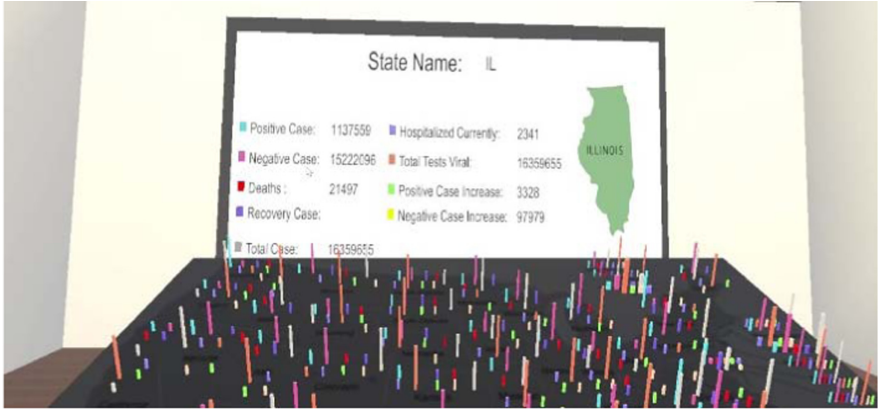 State Name: IL
Positive Case: 1137559 Hospitalized Currently: 2341
Negative Case: 15222096 Total Tests Viral: 16359655
Deaths : 21497 Positive Case Increase: 3328
Recovery Case: Negative Case Increase: 97979
Total Case: 16359655
ILLINOIS